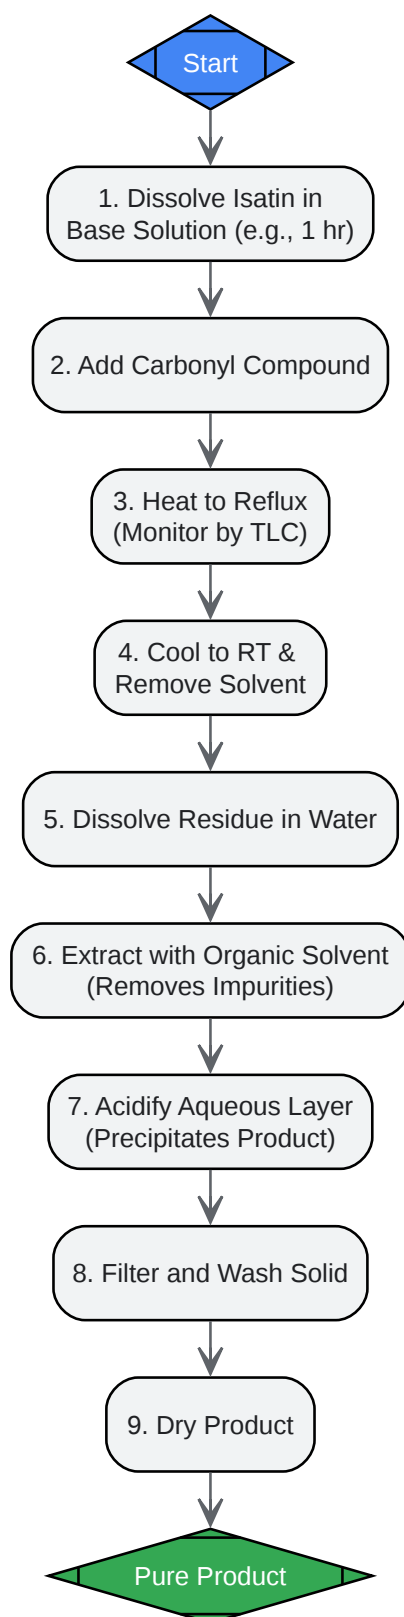 Start
1. Dissolve Isatin in
Base Solution (e.g., 1 hr)
2. Add Carbonyl Compound
3. Heat to Reflux
(Monitor by TLC)
4. Cool to RT &
Remove Solvent
5. Dissolve Residue in Water
6. Extract with Organic Solvent
(Removes Impurities)
7. Acidify Aqueous Layer
(Precipitates Product)
8. Filter and Wash Solid
9. Dry Product
Pure Product